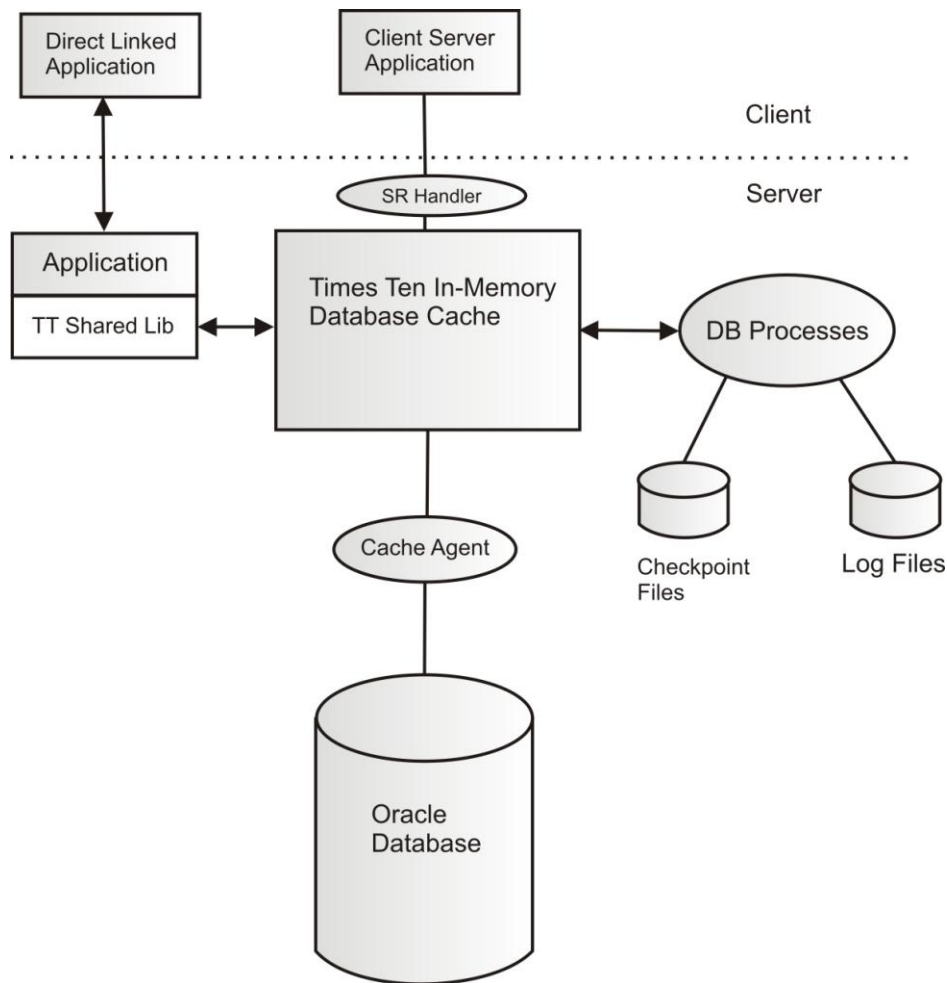 Direct Linked
Application
Client Server
Application
Client
SR Handler
Server
Application
TT Shared Lib
Times Ten In-Memory
Database Cache
DB Processes
Cache Agent
Checkpoint
Files
Log Files
Oracle
Database